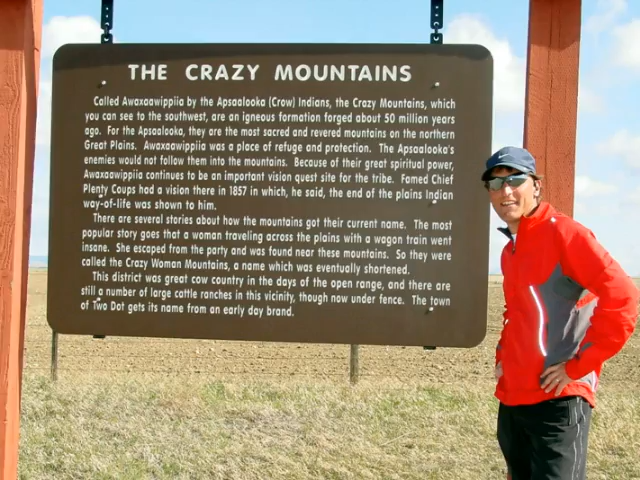 THE CRAZY MOUNTAINS
Called Awaxaawippiia by the Apsaalooka (Crow) Indians, the Crazy Mountains, which
you can see to the southwest, are an igneous formation forged about 50 million years
ago. For the Apsaalooka, they are the most sacred and revered mountains on the northern
Great Plains. Awaxaawippiia was a place of refuge and protection. The Apsaalooka's
enemies would not follow them into the mountains. Because of their great spiritual power,
Awaxaawippiia continues to be an important vision quest site for the tribe. Famed Chief
Plenty Coups had a vision there in 1857 in which, he said, the end of the plains Indian
way-of-life was shown to him.
There are several stories about how the mountains got their current name. The most
popular story goes that a woman traveling across the plains with a wagon train went
insane. She escaped from the party and was found near these mountains. So they were
called the Crazy Woman Mountains, a name which was eventually shortened.
This district was great cow country in the days of the open range, and there are
still a number of large cattle ranches in this vicinity, though now under fence. The town
of Two Dot gets its name from an early day brand.